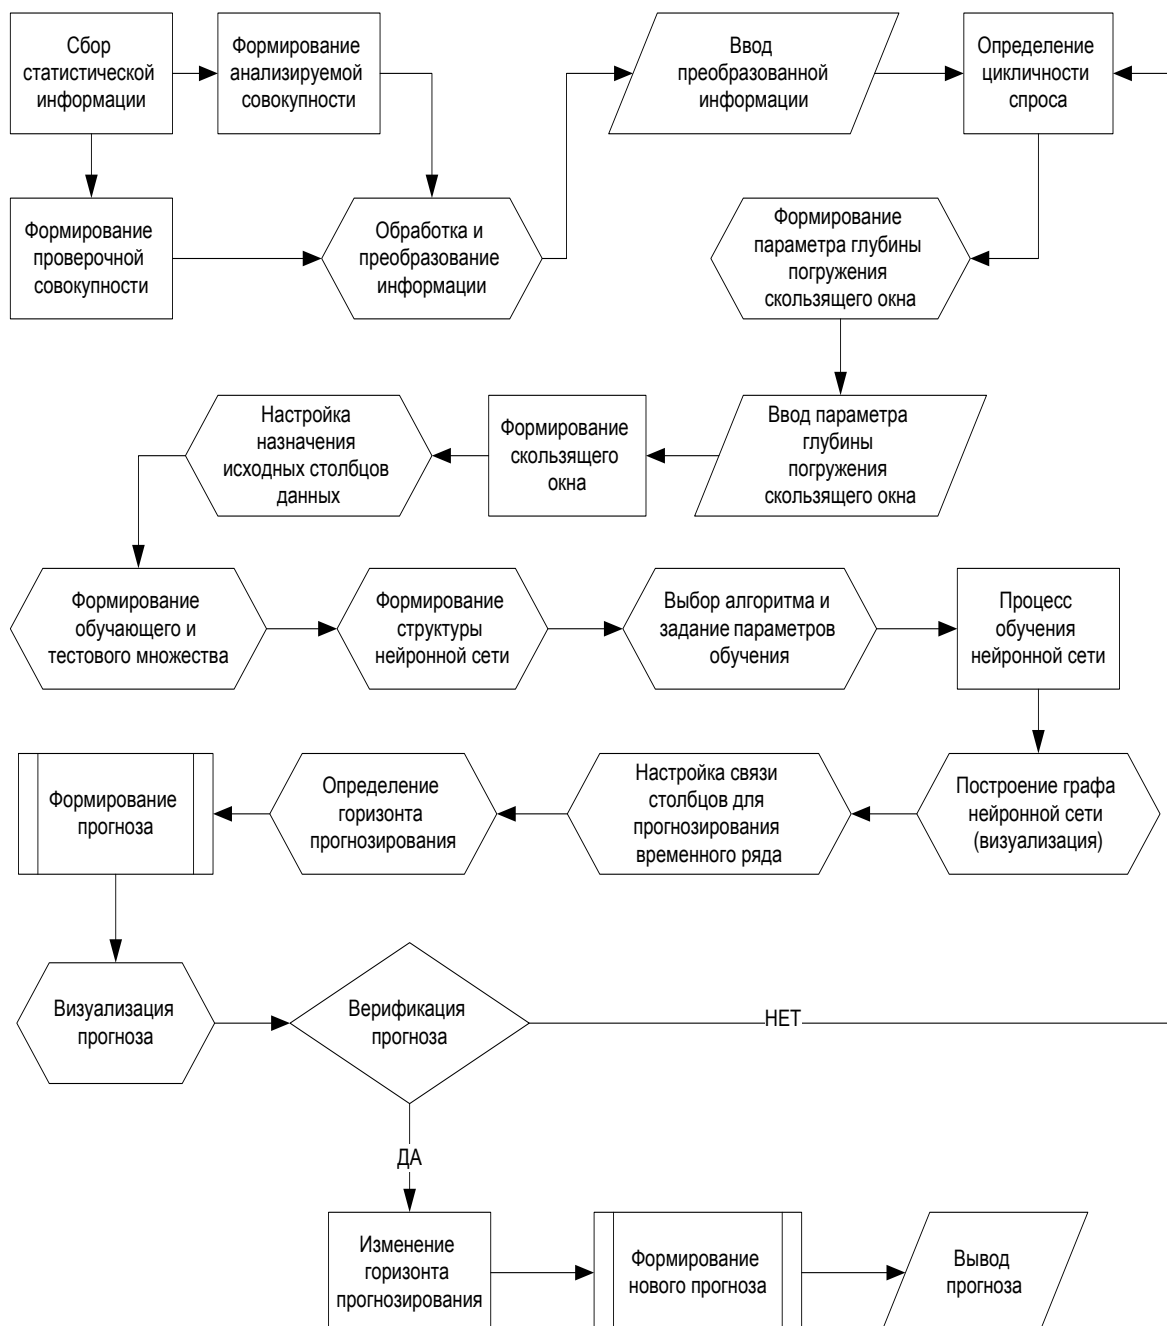 Сбор
статистической
информации
Формирование
анализируемой
совокупности
Ввод
преобразованной
информации
Определение
цикличности
спроса
Формирование
проверочной
совокупности
Обработка и
преобразование
информации
Формирование
параметра глубины
погружения
скользящего окна
Настройка
назначения
исходных столбцов
данных
Формирование
скользящего
окна
Ввод параметра
глубины
погружения
скользящего окна
Формирование
обучающего и
тестового множества
Формирование
структуры
нейронной сети
Выбор алгоритма и
задание параметров
обучения
Процесс
обучения
нейронной сети
Формирование
прогноза
Определение
горизонта
прогнозирования
Настройка связи
столбцов для
прогнозирования
временного ряда
Построение графа
нейронной сети
(визуализация)
Визуализация
прогноза
Верификация
прогноза
НЕТ
ДА
Изменение
горизонта
прогнозирования
Формирование
нового прогноза
Вывод
прогноза